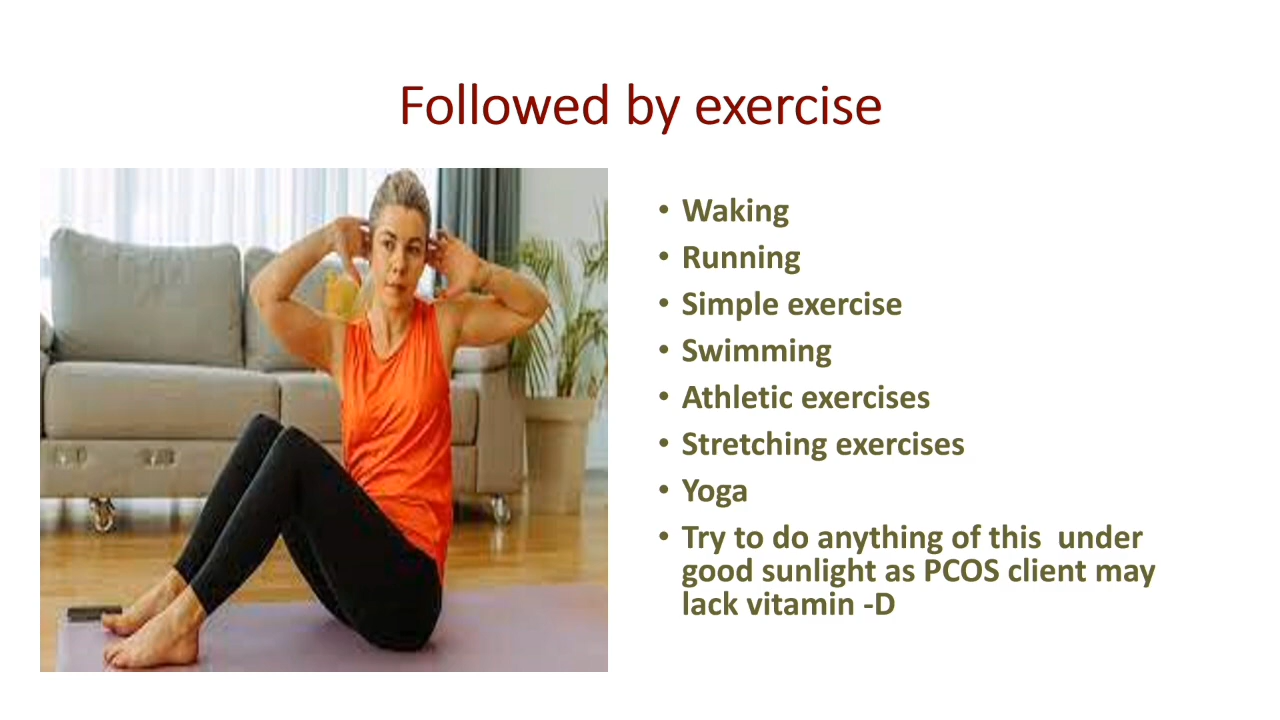 Followed by exercise
• Waking
• Running
• Simple exercise
• Swimming
• Athletic exercises
• Stretching exercises
• Yoga
• Try to do anything of this  under
good sunlight as PCOS client may
lack vitamin -D